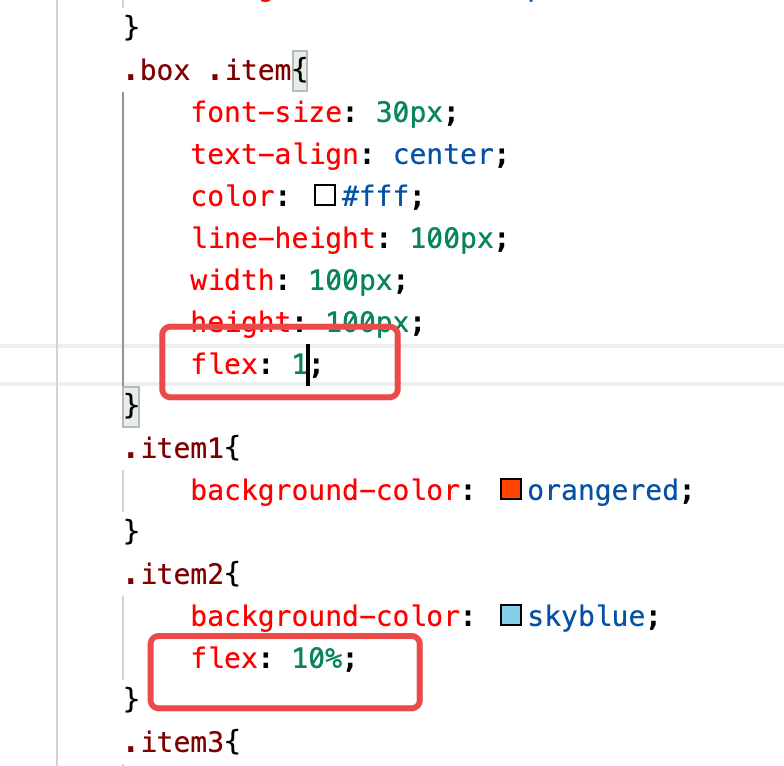 }
.box .item{
font-size: 30px;
text-align: center;
color: #fff;
line-height: 100px;
width: 100px;
height: 100px;
flex: 1;
}
.item1{
background-color: orangered;
}
.item2{
background-color: skyblue;
flex: 10%;
}
.item3{